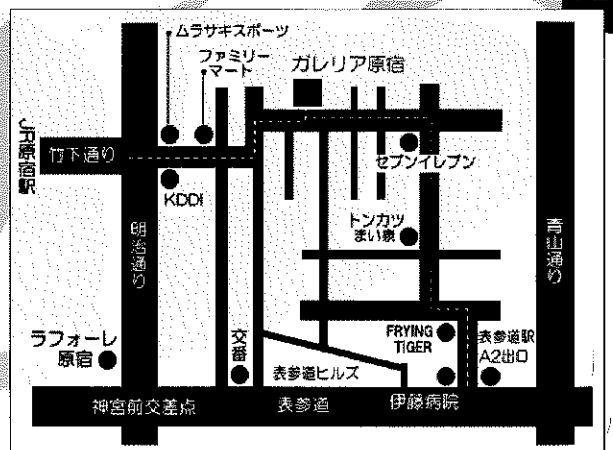 ムラサキスポーツ
ファミリー
マート
ガレリア原宿
JR原宿駅
竹下通り
セブンイレブン
KDDI
トンカツ
まい泉
明治通り
青山通り
ラフォーレ
原宿
交番
FRYING
TIGER
表参道駅
A2出口
表参道ヒルズ
神宮前交差点
表参道
伊藤病院